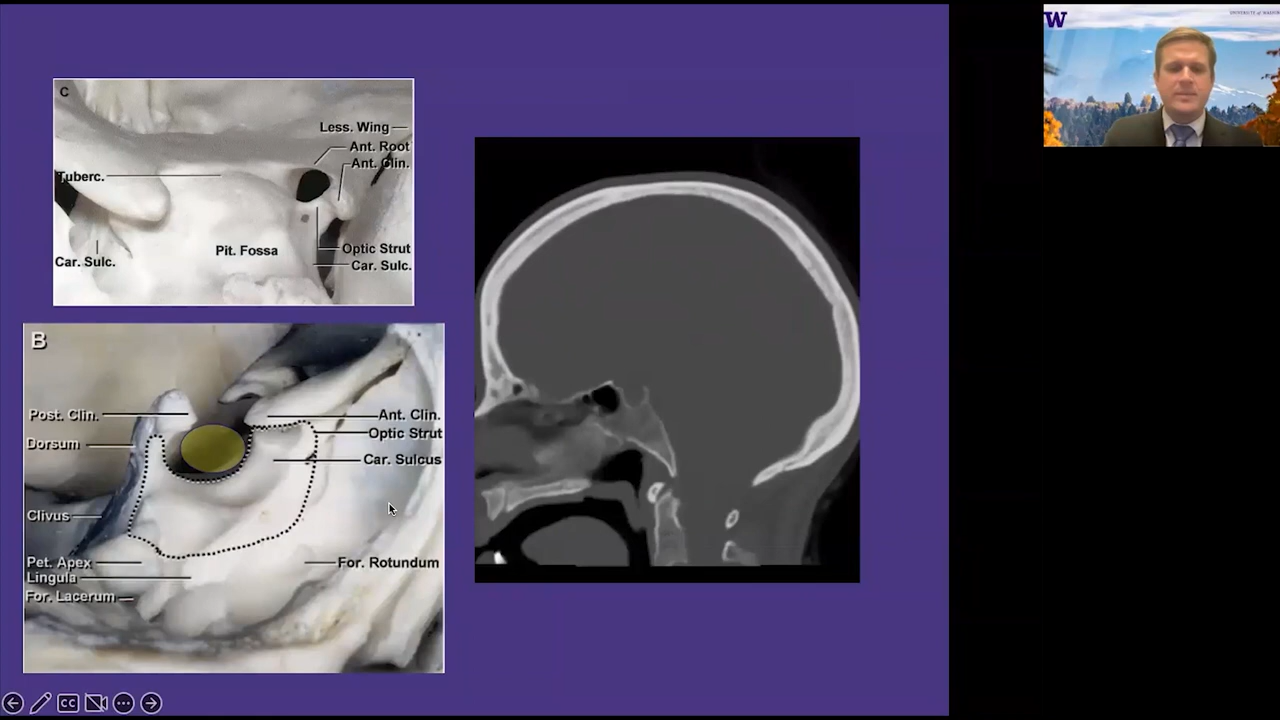 C
Less. Wing
Ant. Root
Ant. Clin.
Tuberc.
Pit. Fossa
Optic Strut
Car. Sulc.
Car. Sulc.
B
Post. Clin.
Ant. Clin.
Optic Strut
Dorsum
Car. Sulcus
Clivus
Pet. Apex
For. Rotundum
Lingula
For. Lacerum
W
CC